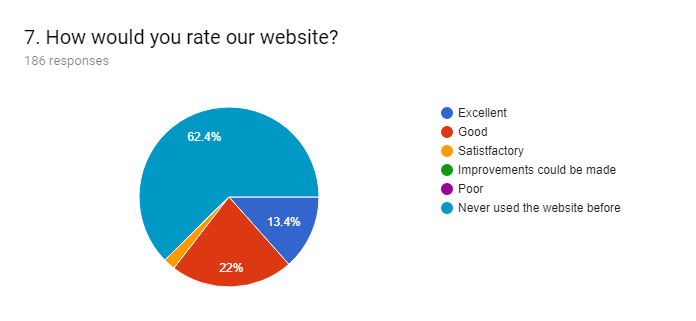 7. How would you rate our website?
186 responses
62.4%
13.4%
22%
Excellent
Good
Satistfactory
Improvements could be made
Poor
Never used the website before